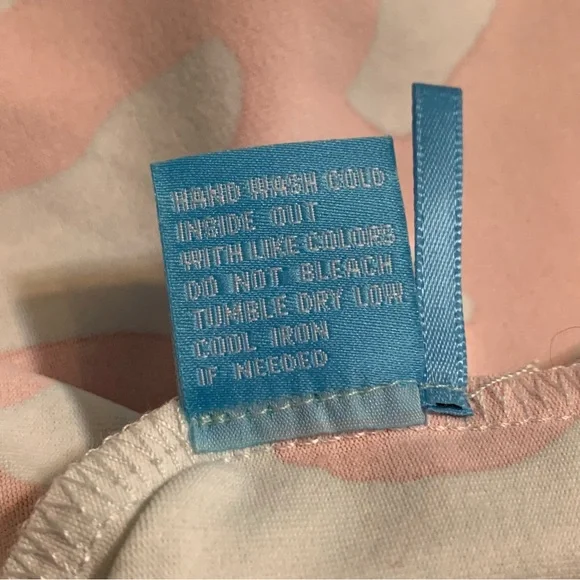 HAND WASH COLD
INSIDE OUT
WITH LIKE COLORS
DO NOT BLEACH
TUMBLE DRY LOW
COOL IRON
IF NEEDED